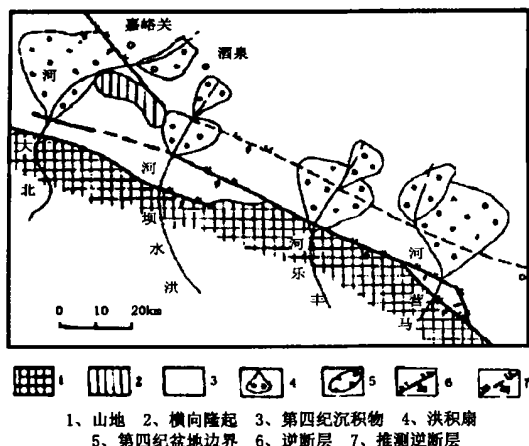 嘉峪关
酒泉
北大河
洪水坝河
丰乐河
马营河
0 10 20km
1 2 3 4 5 6 7
1、山地 2、横向隆起 3、第四纪沉积物 4、洪积扇
5、第四纪盆地边界 6、逆断层 7、推测逆断层